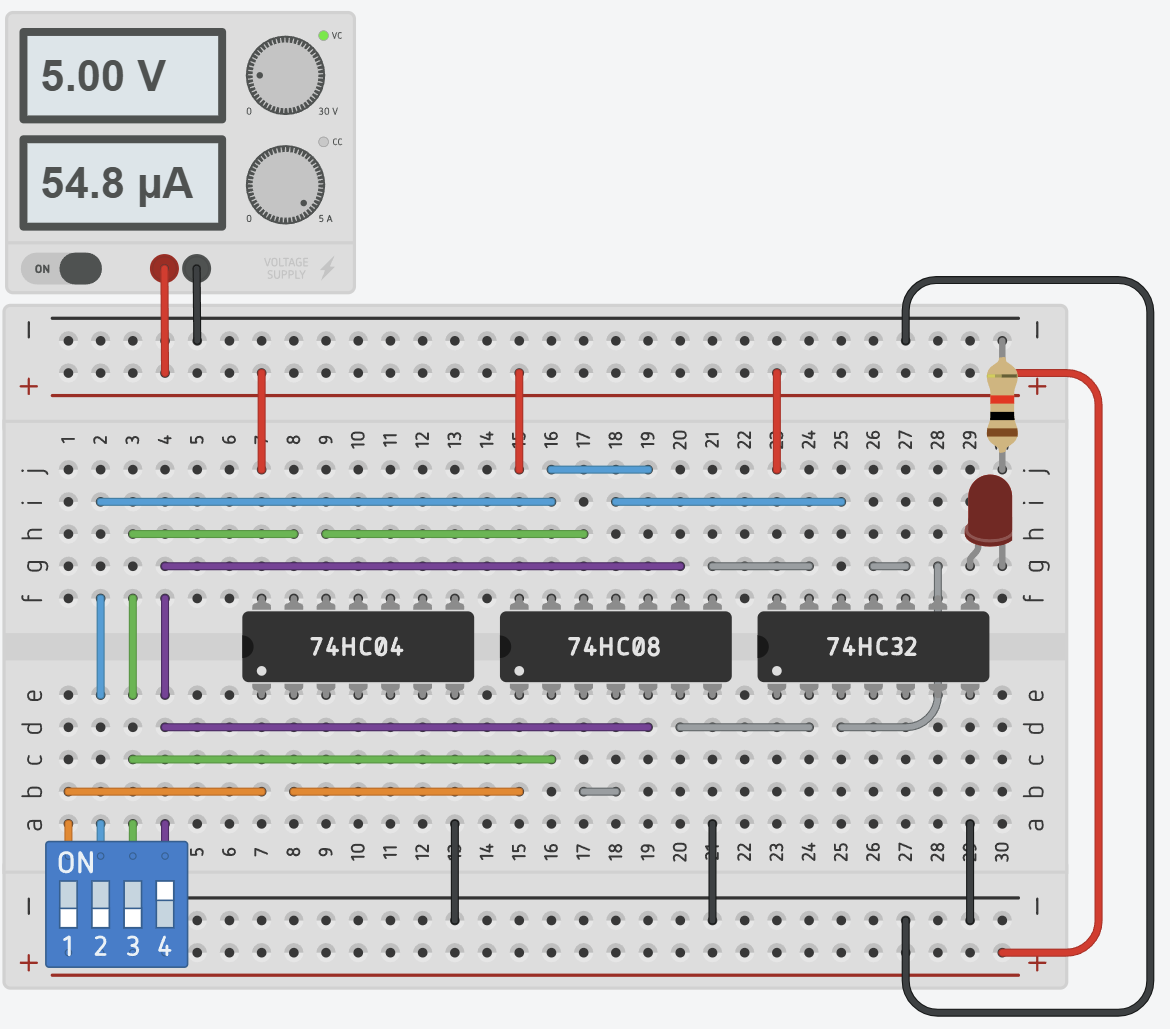 5.00 V
VC
0 30 V
54.8 µA
CC
0 5 A
ON
VOLTAGE
SUPPLY
− −
+ +
1 2 3 4 5 6 7 8 9 10 11 12 13 14 15 16 17 18 19 20 21 22 23 24 25 26 27 28 29
j j
i i
h h
g g
f f
74HC04 74HC08 74HC32
e e
d d
c c
b b
a a
5 6 7 8 9 10 11 12 13 14 15 16 17 18 19 20 21 22 23 24 25 26 27 28 29 30
ON
1 2 3 4
− −
+ +